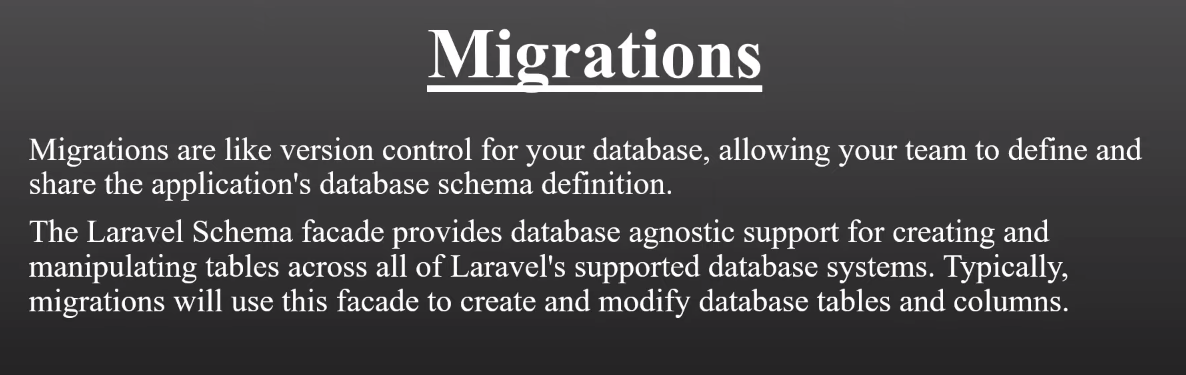 Migrations
Migrations are like version control for your database, allowing your team to define and
share the application's database schema definition.
The Laravel Schema facade provides database agnostic support for creating and
manipulating tables across all of Laravel's supported database systems. Typically,
migrations will use this facade to create and modify database tables and columns.